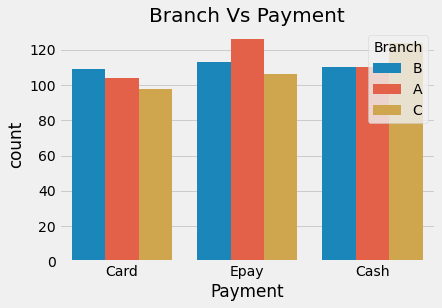 Branch Vs Payment
count
120
100
80
60
40
20
0
Branch
B
A
C
Card
Epay
Cash
Payment